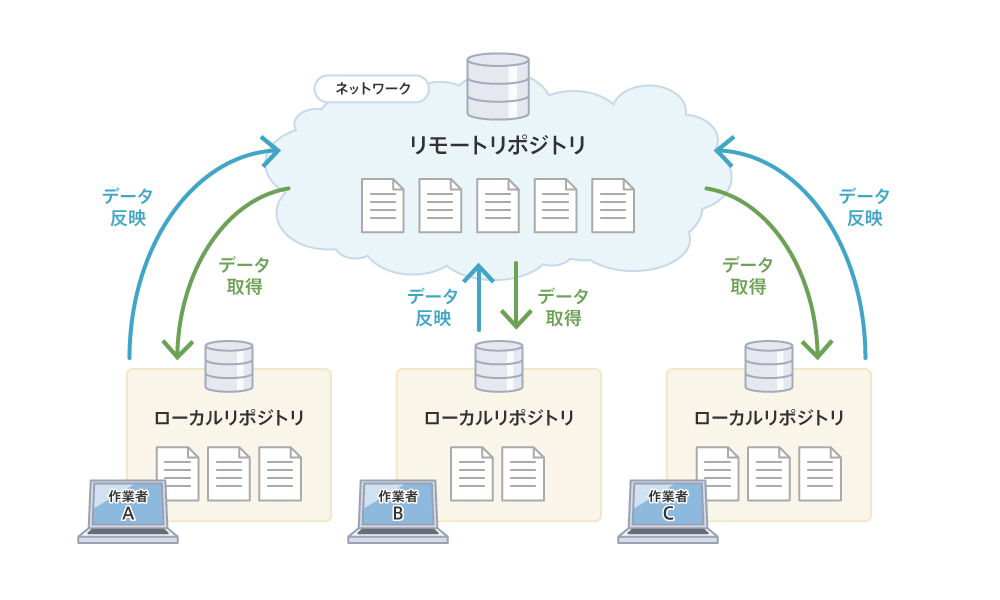 ネットワーク
リモートリポジトリ
データ
反映
データ
取得
データ
反映
データ
取得
データ
取得
データ
反映
ローカルリポジトリ
ローカルリポジトリ
ローカルリポジトリ
作業者
A
作業者
B
作業者
C